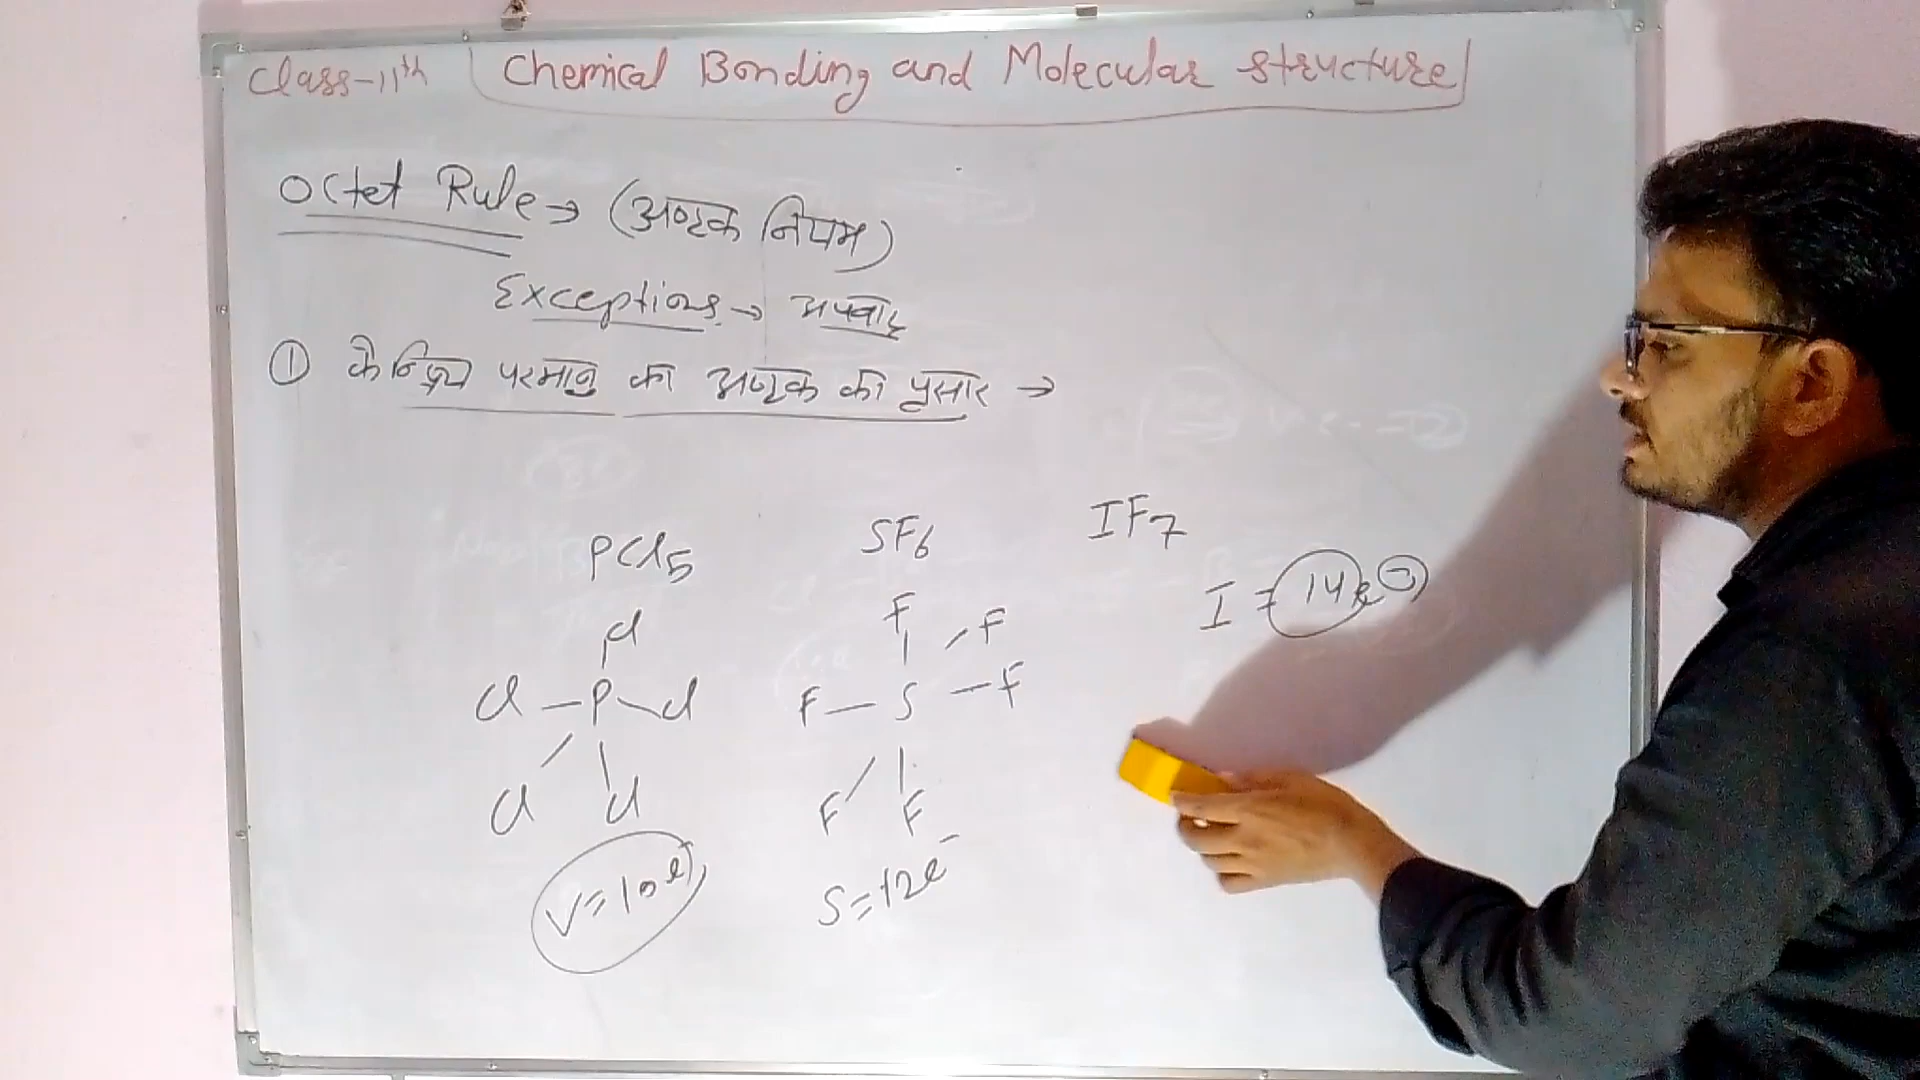 Class-11th Chemical Bonding and Molecular structure
Octet Rule → (अष्टक नियम)
Exceptions → अपवाद
① केन्द्रिय परमानु का अष्टक का प्रसार →
PCl5 SF6 IF7
I = 14e⊖
Cl
Cl - P - Cl
Cl Cl
V = 10e
F F
F - S - F
F F
S = 12e-